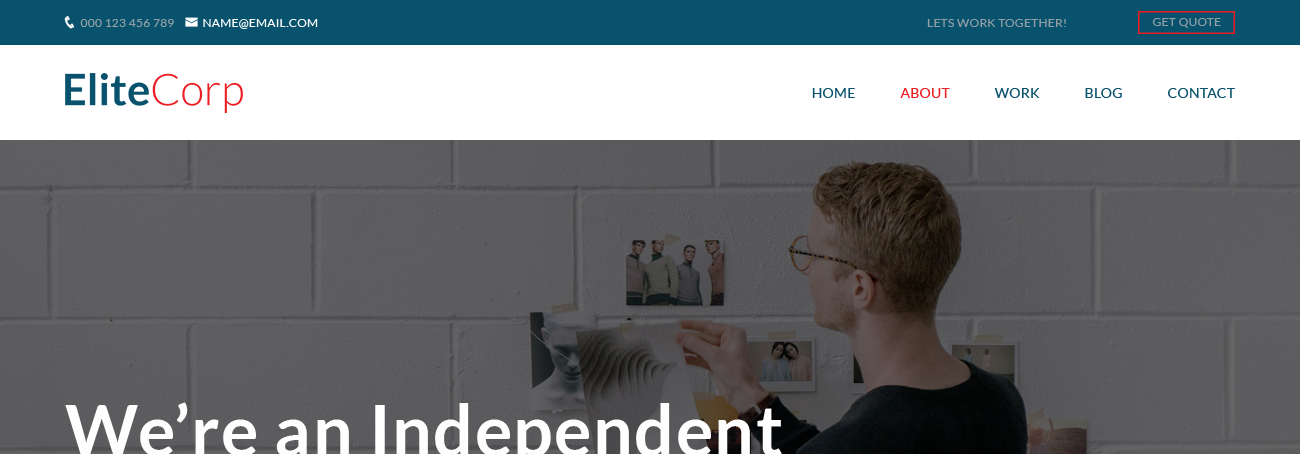 000 123 456 789 NAME@EMAIL.COM LETS WORK TOGETHER! GET QUOTE
EliteCorp HOME ABOUT WORK BLOG CONTACT
We’re an Independent